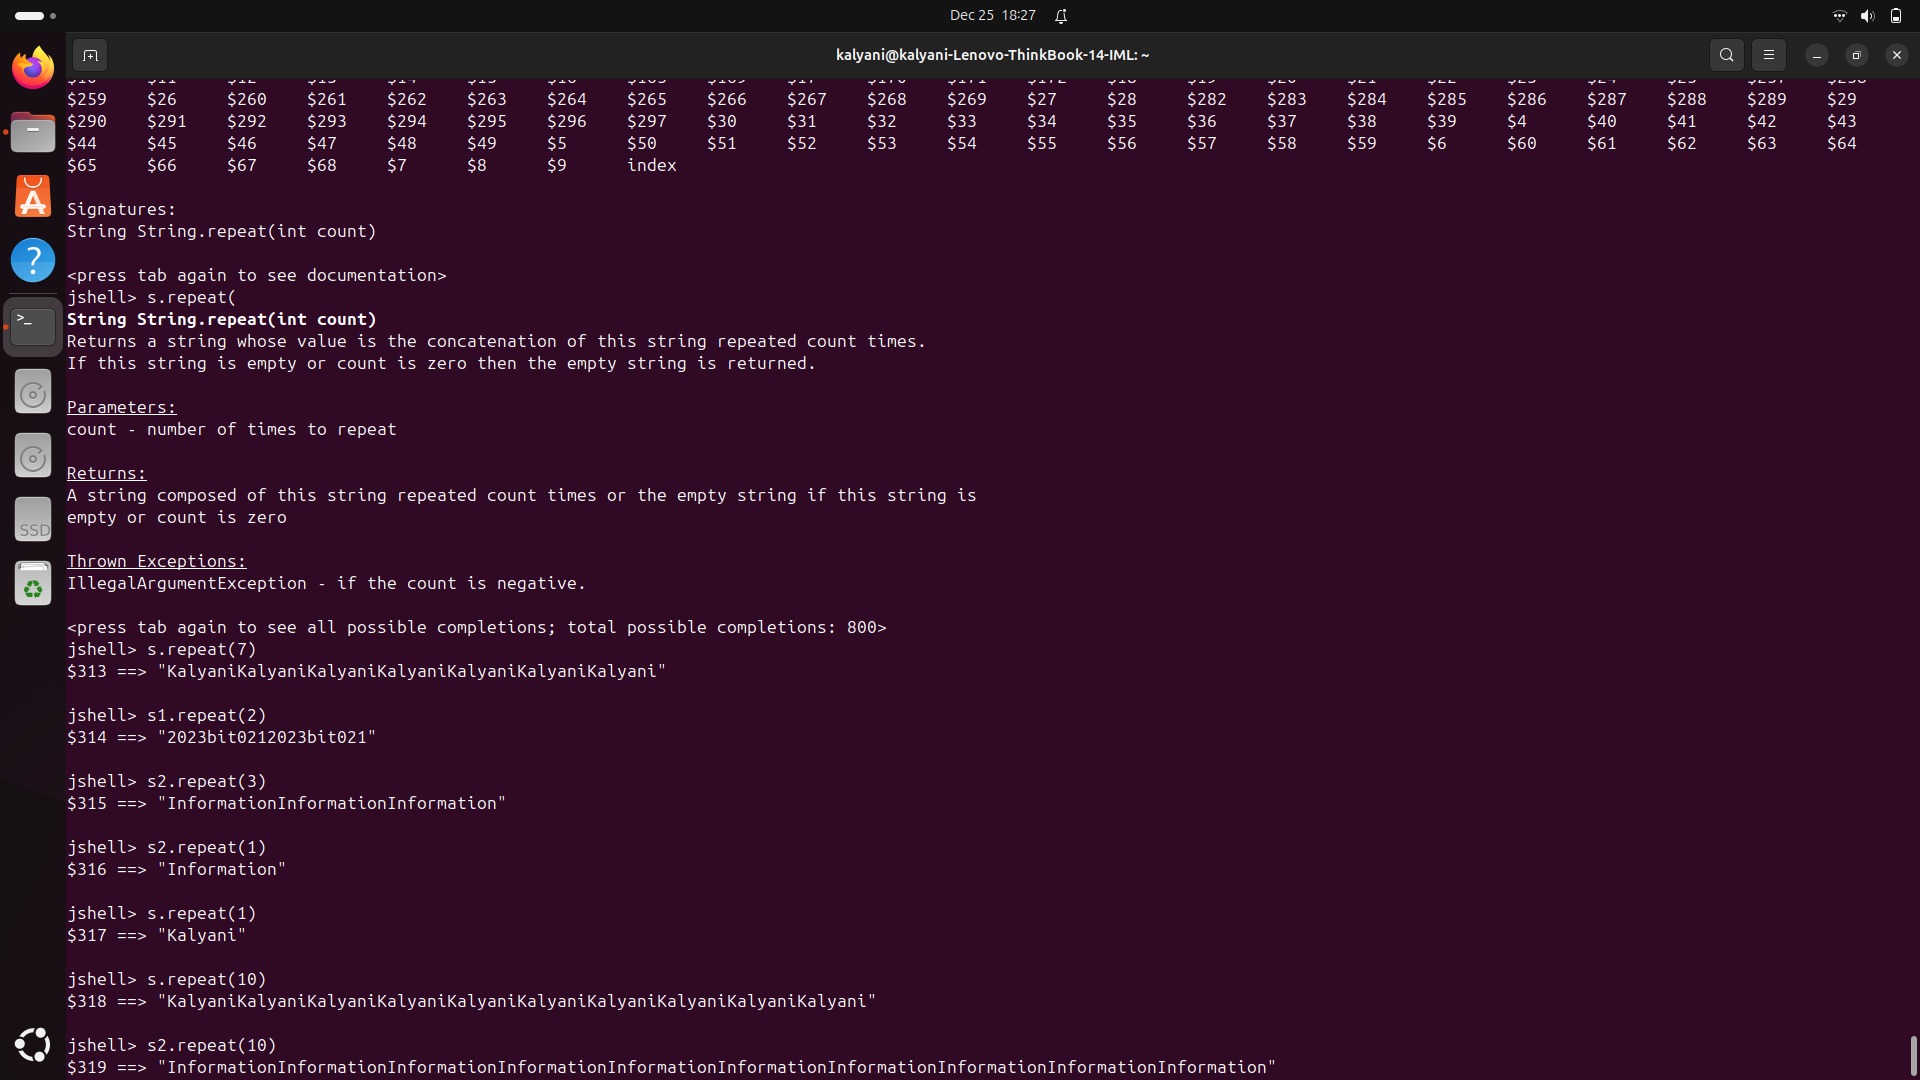 Dec 25 18:27
kalyani@kalyani-Lenovo-ThinkBook-14-IML: ~
$259 $26 $260 $261 $262 $263 $264 $265 $266 $267 $268 $269 $27 $28 $282 $283 $284 $285 $286 $287 $288 $289 $29
$290 $291 $292 $293 $294 $295 $296 $297 $30 $31 $32 $33 $34 $35 $36 $37 $38 $39 $4 $40 $41 $42 $43
$44 $45 $46 $47 $48 $49 $5 $50 $51 $52 $53 $54 $55 $56 $57 $58 $59 $6 $60 $61 $62 $63 $64
$65 $66 $67 $68 $7 $8 $9 index
Signatures:
String String.repeat(int count)
<press tab again to see documentation>
jshell> s.repeat(
String String.repeat(int count)
Returns a string whose value is the concatenation of this string repeated count times.
If this string is empty or count is zero then the empty string is returned.
Parameters:
count - number of times to repeat
Returns:
A string composed of this string repeated count times or the empty string if this string is
empty or count is zero
Thrown Exceptions:
IllegalArgumentException - if the count is negative.
<press tab again to see all possible completions; total possible completions: 800>
jshell> s.repeat(7)
$313 ==> "KalyaniKalyaniKalyaniKalyaniKalyaniKalyaniKalyani"
jshell> s1.repeat(2)
$314 ==> "2023bit0212023bit021"
jshell> s2.repeat(3)
$315 ==> "InformationInformationInformation"
jshell> s2.repeat(1)
$316 ==> "Information"
jshell> s.repeat(1)
$317 ==> "Kalyani"
jshell> s.repeat(10)
$318 ==> "KalyaniKalyaniKalyaniKalyaniKalyaniKalyaniKalyaniKalyaniKalyaniKalyani"
jshell> s2.repeat(10)
$319 ==> "InformationInformationInformationInformationInformationInformationInformationInformationInformationInformation"
SSD